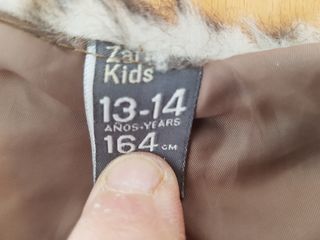 Zara
Kids
13-14
AÑOS-YEARS
164 CM